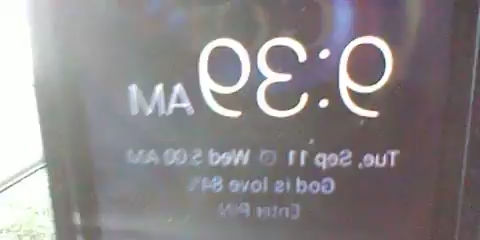 9:39 AM
Tue, Sep 11 Wed 5:00 AM
God is love 84%
Enter PIN